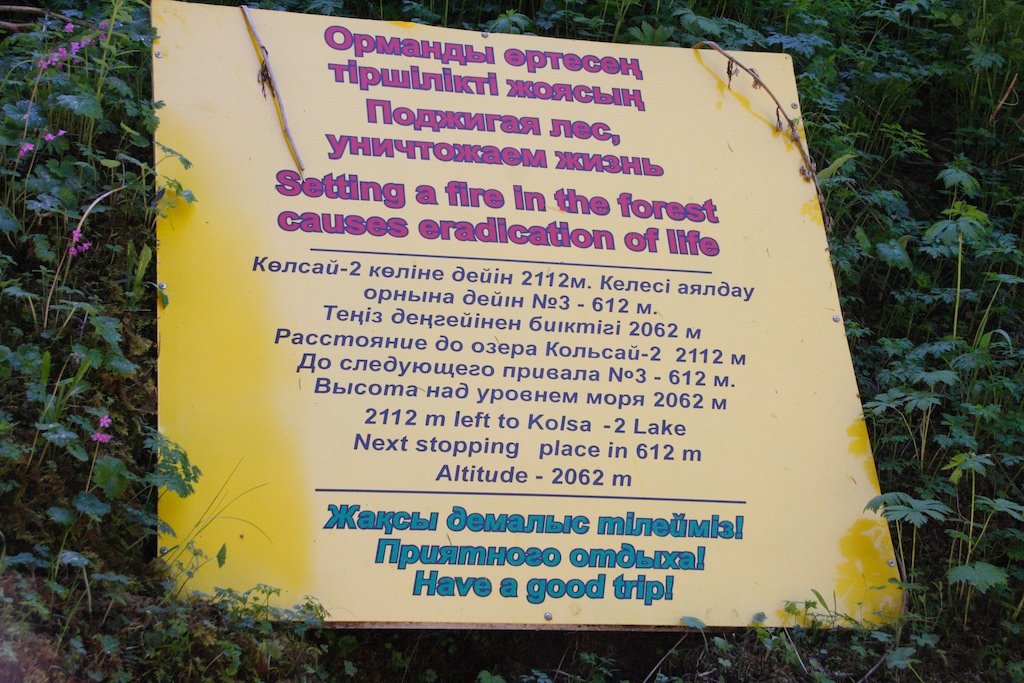 Орманды өртесең
тіршілікті жоясың
Поджигая лес,
уничтожаем жизнь
Setting a fire in the forest
causes eradication of life
Көлсай-2 көліне дейін 2112м. Келесі аялдау
орнына дейін №3 - 612 м.
Теңіз деңгейінен биіктігі 2062 м
Расстояние до озера Кольсай-2 2112 м
До следующего привала №3 - 612 м.
Высота над уровнем моря 2062 м
2112 m left to Kolsa -2 Lake
Next stopping place in 612 m
Altitude - 2062 m
Жақсы демалыс тілейміз!
Приятного отдыха!
Have a good trip!